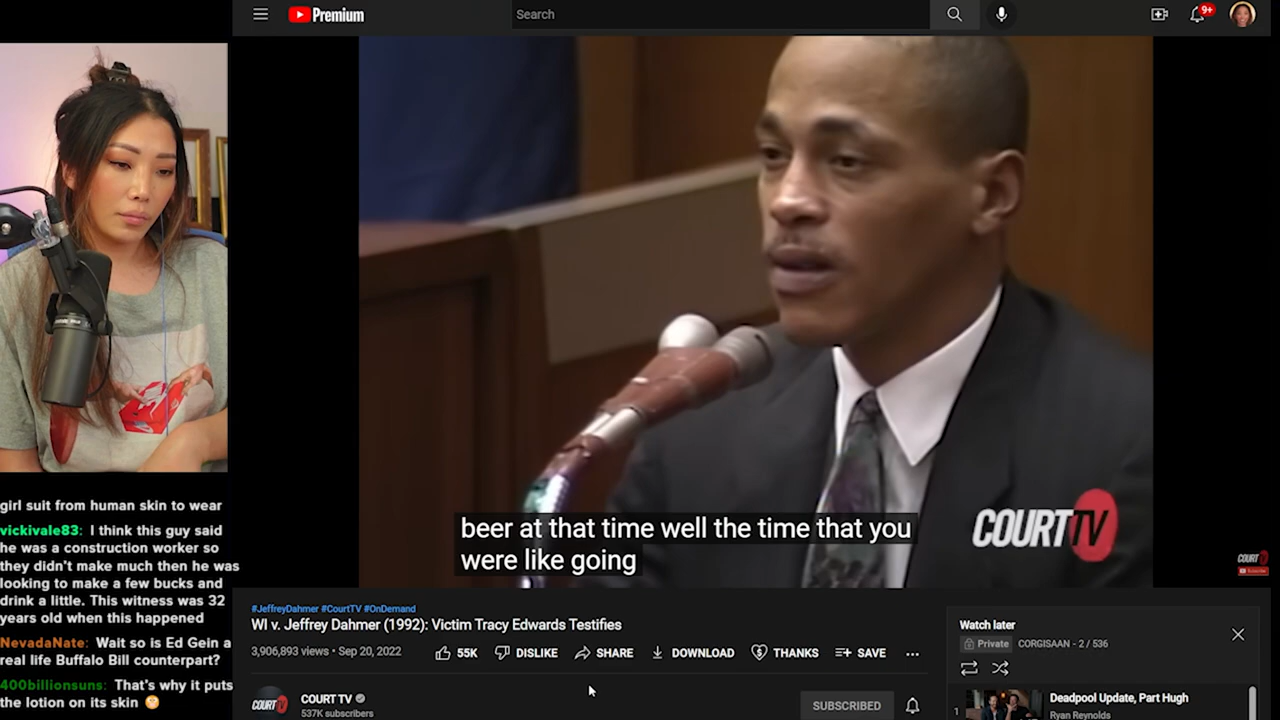 Premium
Search
9+
COURT TV
beer at that time well the time that you
were like going
COURT TV
girl suit from human skin to wear
vickivale83: I think this guy said
he was a construction worker so
they didn't make much then he was
looking to make a few bucks and
drink a little. This witness was 32
years old when this happened
NevadaNate: Wait so is Ed Gein a
real life Buffalo Bill counterpart?
400billionsuns: That's why it puts
the lotion on its skin
#JeffreyDahmer #CourtTV #OnDemand
WI v. Jeffrey Dahmer (1992): Victim Tracy Edwards Testifies
3,906,893 views • Sep 20, 2022
55K
DISLIKE
SHARE
DOWNLOAD
THANKS
SAVE
COURT TV
COURT TV
537K subscribers
SUBSCRIBED
Watch later
Private
CORGISAAN - 2 / 536
1
Deadpool Update, Part Hugh
Ryan Reynolds